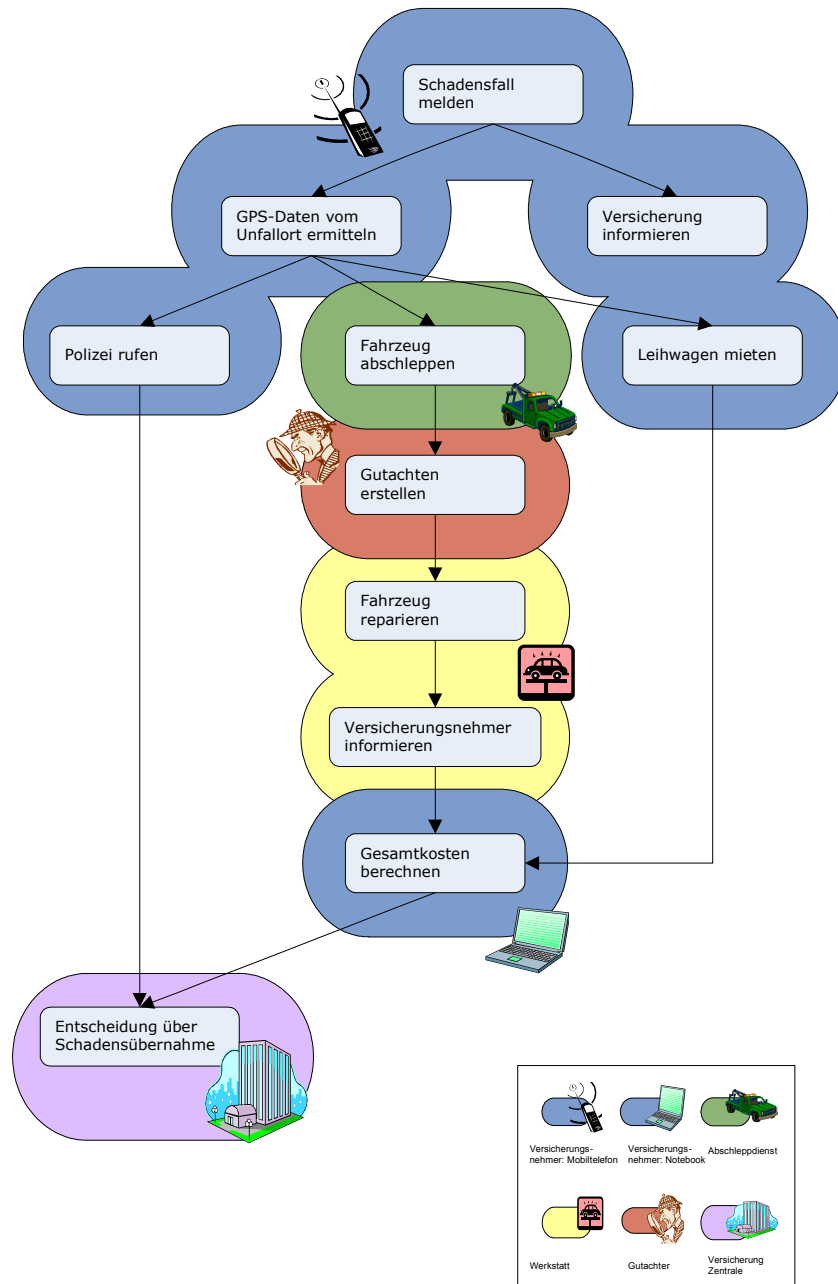 Schadensfall
melden
GPS-Daten vom
Unfallort ermitteln
Versicherung
informieren
Polizei rufen
Fahrzeug
abschleppen
Leihwagen mieten
Gutachten
erstellen
Fahrzeug
reparieren
Versicherungsnehmer
informieren
Gesamtkosten
berechnen
Entscheidung über
Schadensübernahme
Versicherungs-
nehmer: Mobiltelefon
Versicherungs-
nehmer: Notebook
Abschleppdienst
Werkstatt
Gutachter
Versicherung
Zentrale